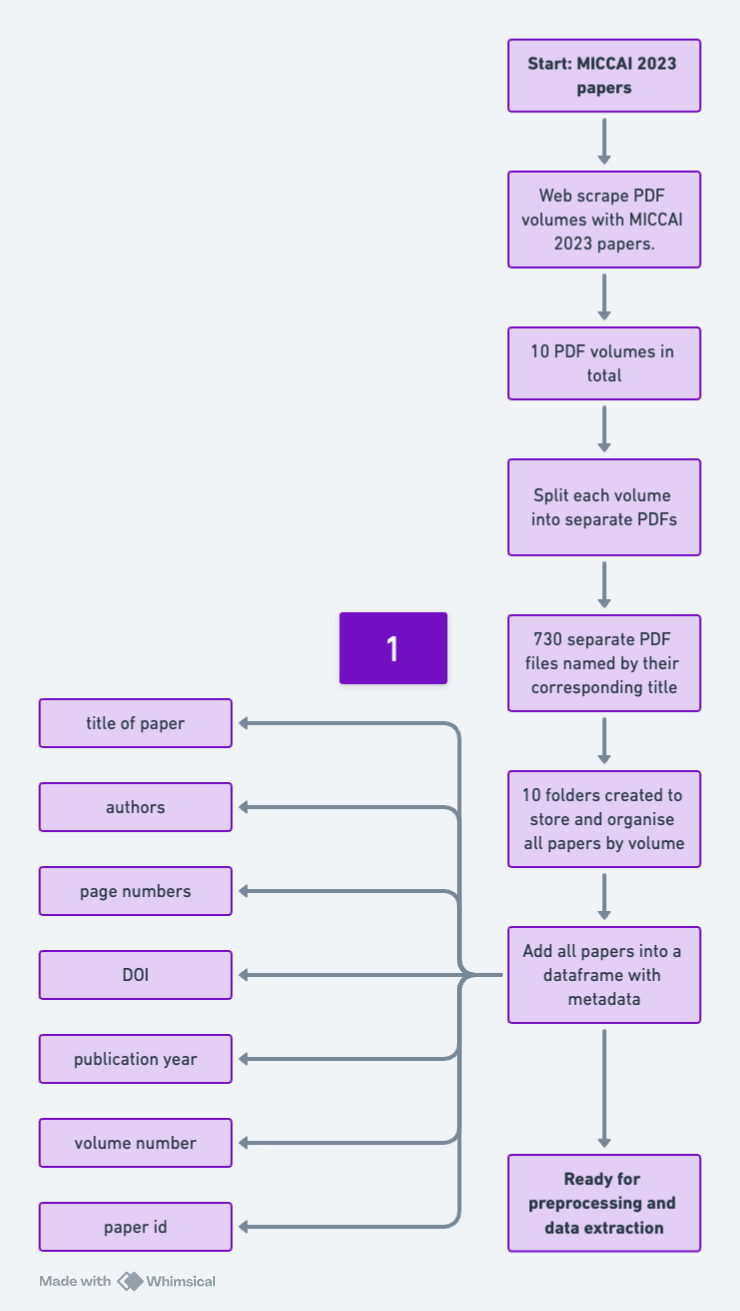 Start: MICCAI 2023
papers
Web scrape PDF
volumes with MICCAI
2023 papers.
10 PDF volumes in
total
Split each volume
into separate PDFs
730 separate PDF
files named by their
corresponding title
1
10 folders created to
store and organise
all papers by volume
Add all papers into a
dataframe with
metadata
title of paper
authors
page numbers
DOI
publication year
volume number
paper id
Ready for
preprocessing and
data extraction
Made with Whimsical